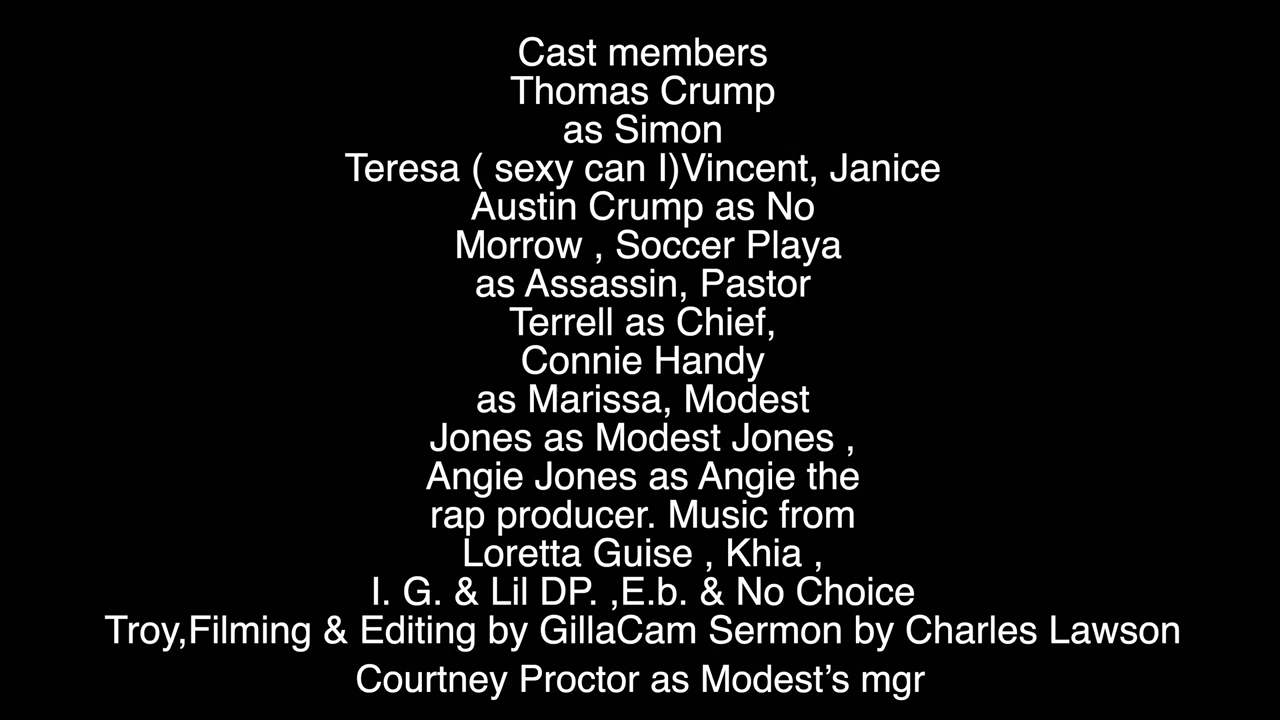 Cast members
Thomas Crump
as Simon
Teresa ( sexy can I)Vincent, Janice
Austin Crump as No
Morrow , Soccer Playa
as Assassin, Pastor
Terrell as Chief,
Connie Handy
as Marissa, Modest
Jones as Modest Jones ,
Angie Jones as Angie the
rap producer. Music from
Loretta Guise , Khia ,
I. G. & Lil DP. ,E.b. & No Choice
Troy,Filming & Editing by GillaCam Sermon by Charles Lawson
Courtney Proctor as Modest’s mgr